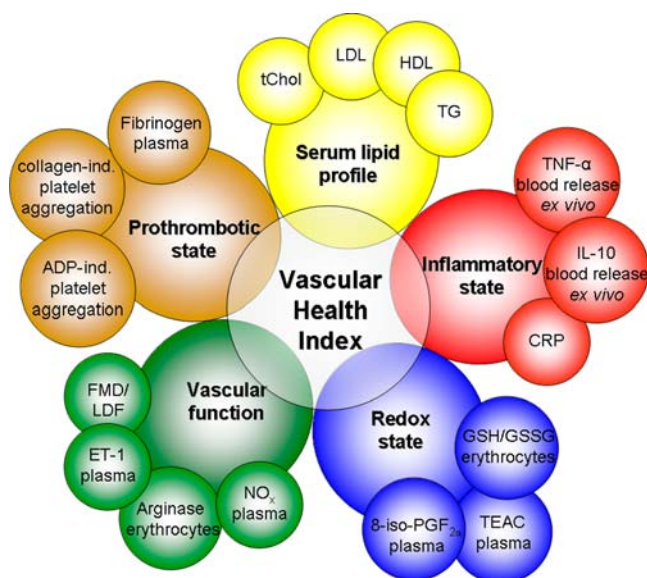 tChol
LDL
HDL
TG
Serum lipid
profile
Fibrinogen
plasma
collagen-ind.
platelet
aggregation
ADP-ind.
platelet
aggregation
Prothrombotic
state
TNF-α
blood release
ex vivo
IL-10
blood release
ex vivo
CRP
Inflammatory
state
Vascular
Health
Index
FMD/
LDF
ET-1
plasma
Arginase
erythrocytes
NOₓ
plasma
Vascular
function
Redox
state
GSH/GSSG
erythrocytes
TEAC
plasma
8-iso-PGF₂α
plasma